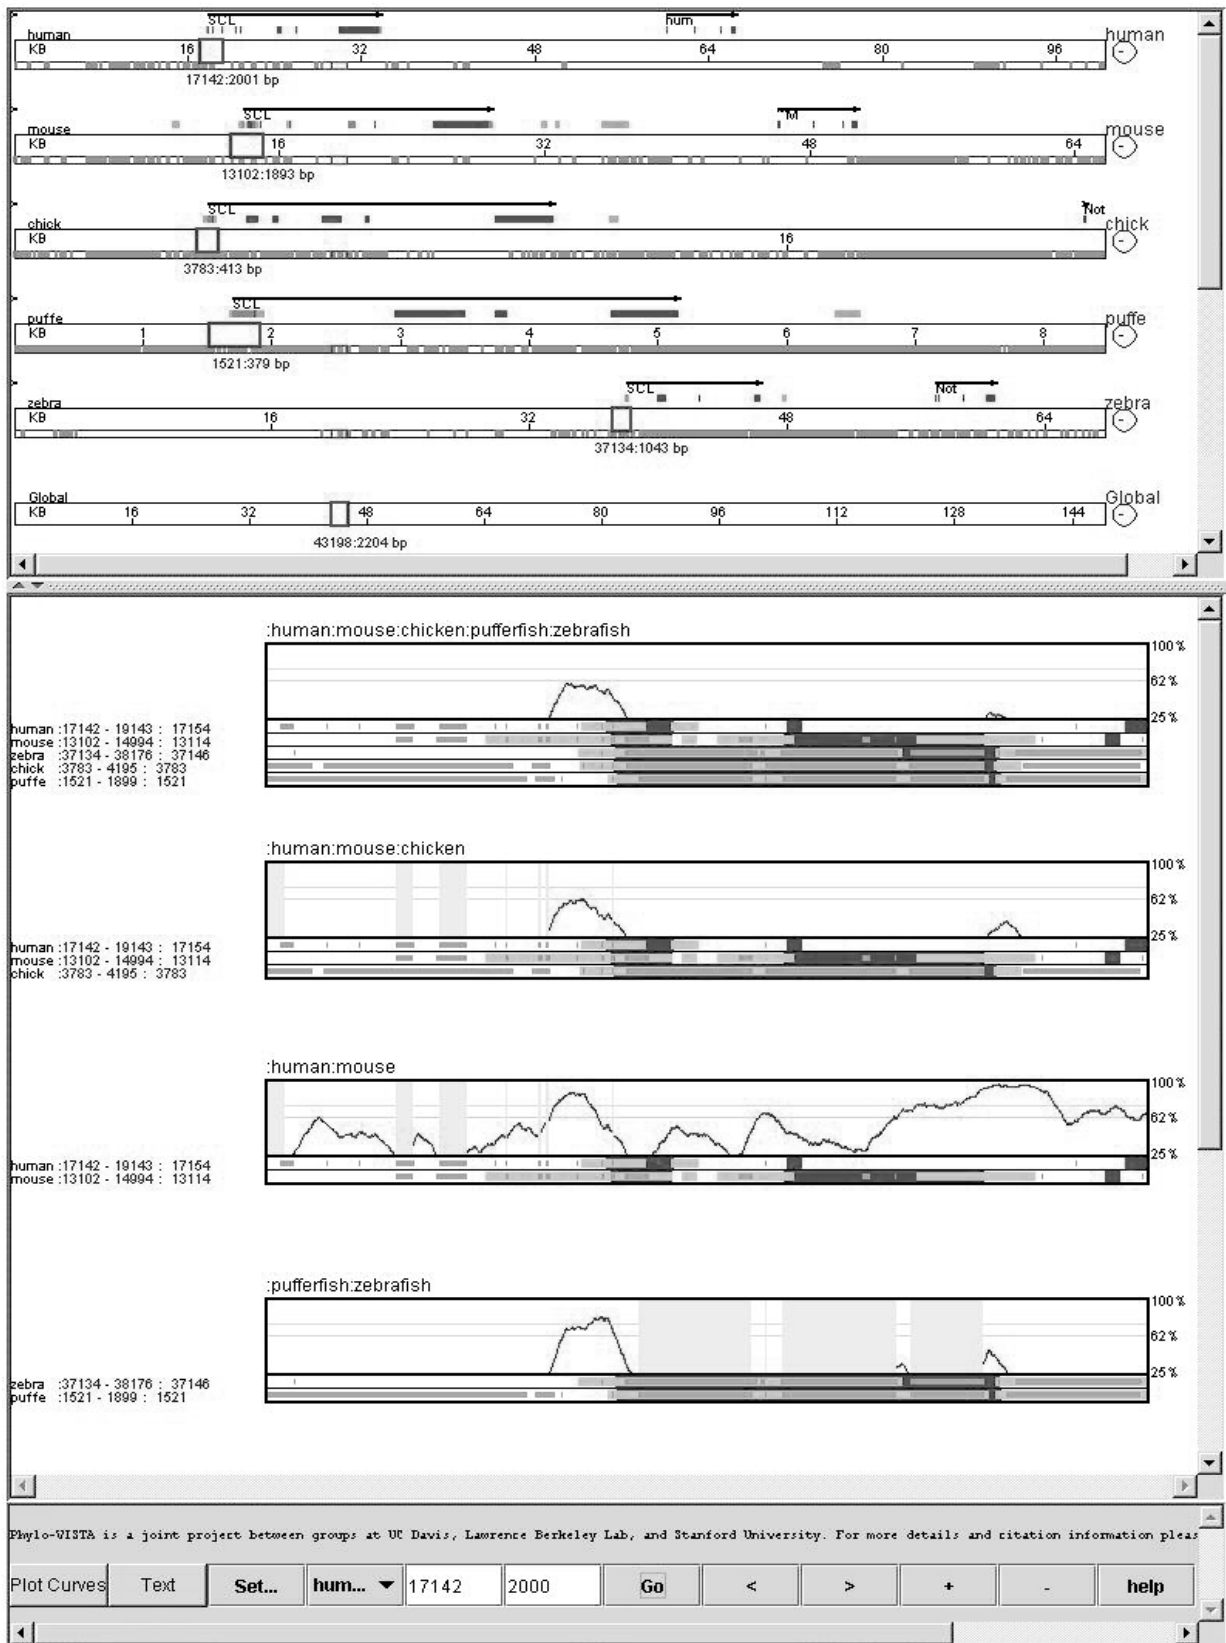 SCL hum
human human
KB 16 32 48 64 80 96
17142:2001 bp
SCL M
mouse mouse
KB 16 32 48 64
13102:1893 bp
SCL Not
chick chick
KB 16
3783:413 bp
SCL
puffe puffe
KB 1 2 3 4 5 6 7 8
1521:379 bp
SCL Not
zebra zebra
KB 16 32 48 64
37134:1043 bp
Global Global
KB 16 32 48 64 80 96 112 128 144
43198:2204 bp
:human:mouse:chicken:pufferfish:zebrafish
100%
62%
25%
human :17142 - 19143 : 17154
mouse :13102 - 14994 : 13114
zebra :37134 - 38176 : 37146
chick :3783 - 4195 : 3783
puffe :1521 - 1899 : 1521
:human:mouse:chicken
100%
62%
25%
human :17142 - 19143 : 17154
mouse :13102 - 14994 : 13114
chick :3783 - 4195 : 3783
:human:mouse
100%
62%
25%
human :17142 - 19143 : 17154
mouse :13102 - 14994 : 13114
:pufferfish:zebrafish
100%
62%
25%
zebra :37134 - 38176 : 37146
puffe :1521 - 1899 : 1521
Phylo-VISTA is a joint project between groups at UC Davis, Lawrence Berkeley Lab, and Stanford University. For more details and citation information pleas
Plot Curves Text Set... hum... 17142 2000 Go < > + - help